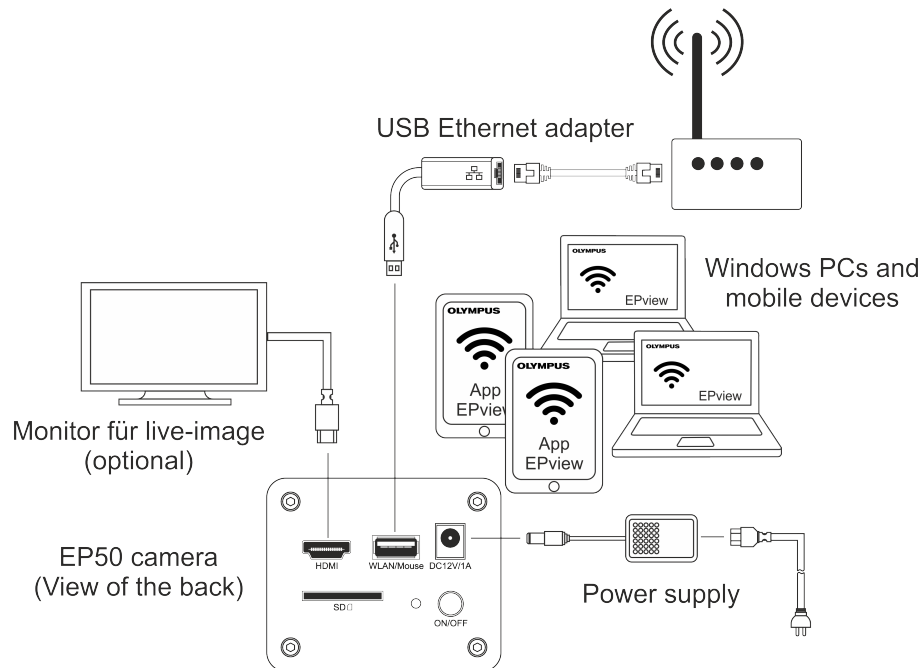 USB Ethernet adapter
Windows PCs and
mobile devices
OLYMPUS
EPview
OLYMPUS
EPview
OLYMPUS
App
EPview
OLYMPUS
App
EPview
Monitor für live-image
(optional)
EP50 camera
(View of the back)
HDMI
WLAN/Mouse
DC12V/1A
SD
ON/OFF
Power supply